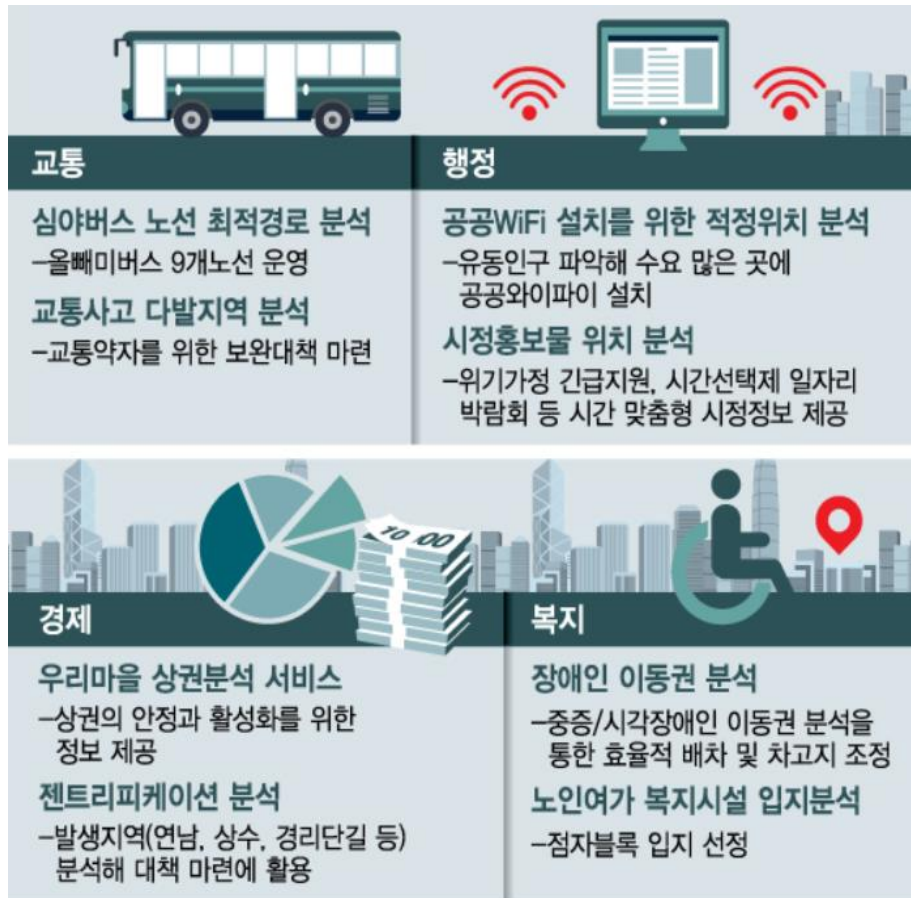 교통
심야버스 노선 최적경로 분석
-올빼미버스 9개노선 운영
교통사고 다발지역 분석
-교통약자를 위한 보완대책 마련
행정
공공WiFi 설치를 위한 적정위치 분석
-유동인구 파악해 수요 많은 곳에
공공와이파이 설치
시정홍보물 위치 분석
-위기가정 긴급지원, 시간선택제 일자리
박람회 등 시간 맞춤형 시정정보 제공
경제
10 00
우리마을 상권분석 서비스
-상권의 안정과 활성화를 위한
정보 제공
젠트리피케이션 분석
-발생지역(연남, 상수, 경리단길 등)
분석해 대책 마련에 활용
복지
장애인 이동권 분석
-중증/시각장애인 이동권 분석을
통한 효율적 배차 및 차고지 조정
노인여가 복지시설 입지분석
-점자블록 입지 선정